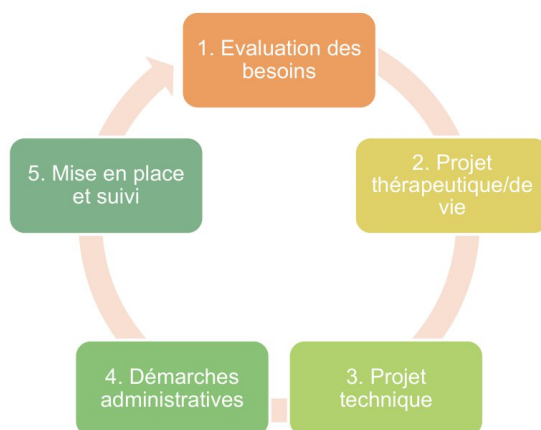 1. Evaluation des
besoins
2. Projet
thérapeutique/de
vie
3. Projet
technique
4. Démarches
administratives
5. Mise en place
et suivi